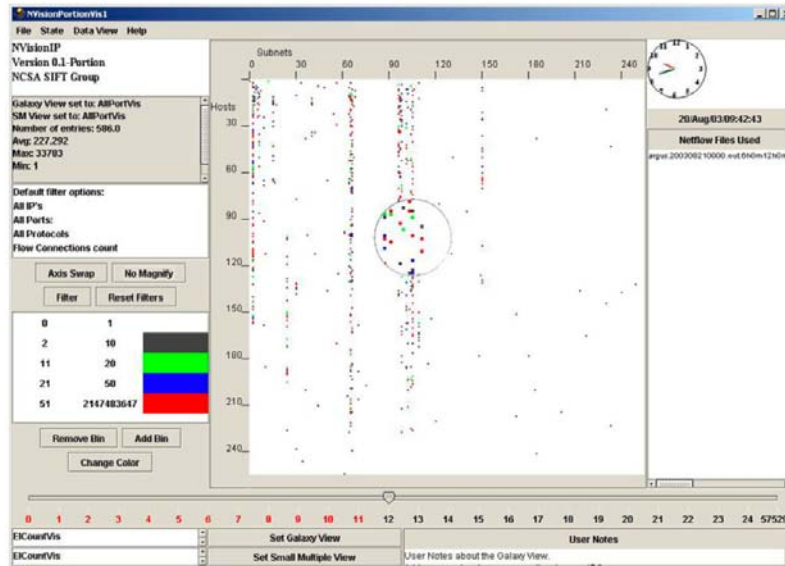 NVisionPortionVis1
File State Data View Help
NVisionIP
Version 0.1-Portion
NCSA SIFT Group
Galaxy View set to: AllPortVis
SM View set to: AllPortVis
Number of entries: 586.0
Avg: 227.292
Max: 33783
Min: 1
Default filter options:
All IP's
All Ports:
All Protocols
Flow Connections count
Axis Swap No Magnify
Filter Reset Filters
0 1
2 10
11 20
21 50
51 2147483647
Remove Bin Add Bin
Change Color
Subnets
0 30 60 90 120 150 180 210 240
Hosts
30
60
90
120
150
180
210
240
12
20/Aug/03/09:42:43
Netflow Files Used
0 1 2 3 4 5 6 7 8 9 10 11 12 13 14 15 16 17 18 19 20 21 22 23 24 57529
EICountVis
EICountVis
Set Galaxy View
Set Small Multiple View
User Notes
User Notes about the Galaxy View.